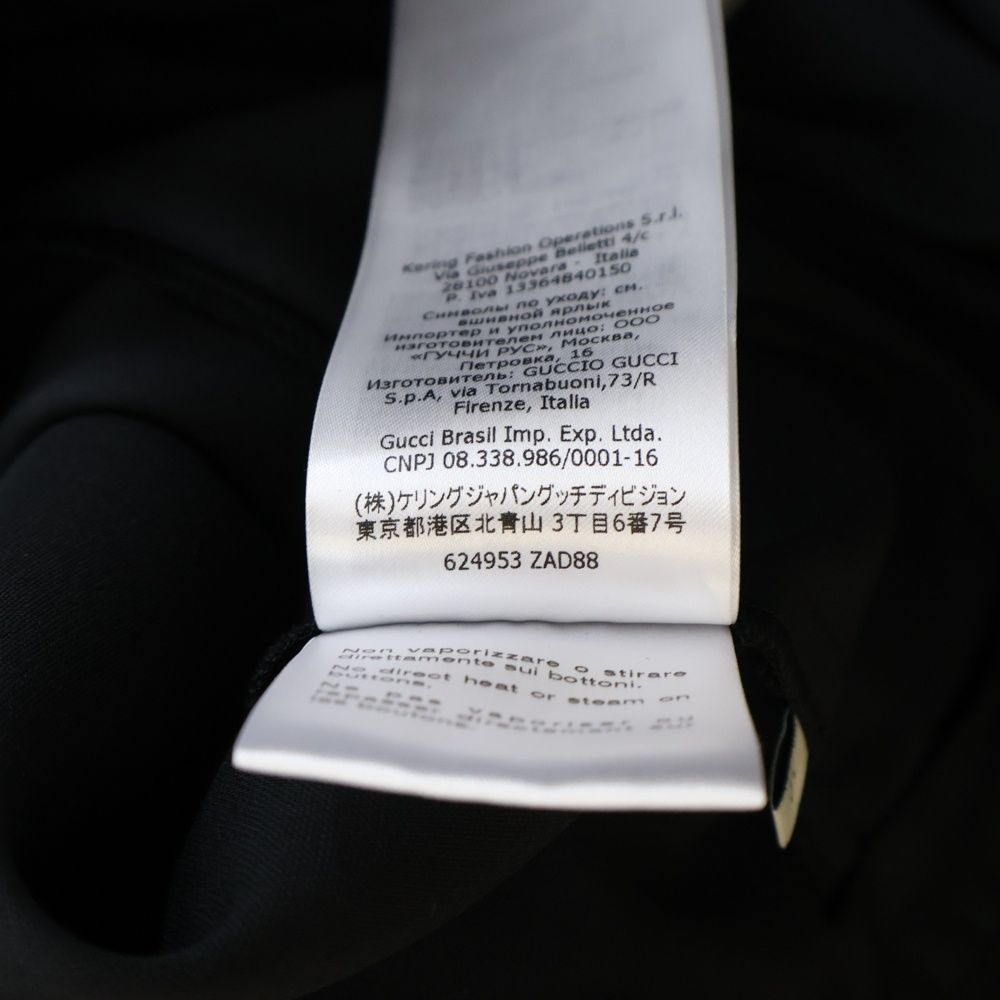 Kering Fashion Operations S.r.l.
Via Giuseppe Belletti 4/c
28100 Novara - Italia
P. Iva 13364840150
Символы по уходу: см.
вшивной ярлык
Импортер и уполномоченное
изготовителем лицо: ООО
«ГУЧЧИ РУС», Москва,
Петровка, 16
Изготовитель: GUCCIO GUCCI
S.p.A, via Tornabuoni,73/R
Firenze, Italia
Gucci Brasil Imp. Exp. Ltda.
CNPJ 08.338.986/0001-16
(株)ケリングジャパングッチディビジョン
東京都港区北青山 3丁目6番7号
624953 ZAD88
Non vaporizzare o stirare
direttamente sui bottoni.
No direct heat or steam on
buttons.
Ne pas vaporiser ou
repasser directement sur
les boutons.